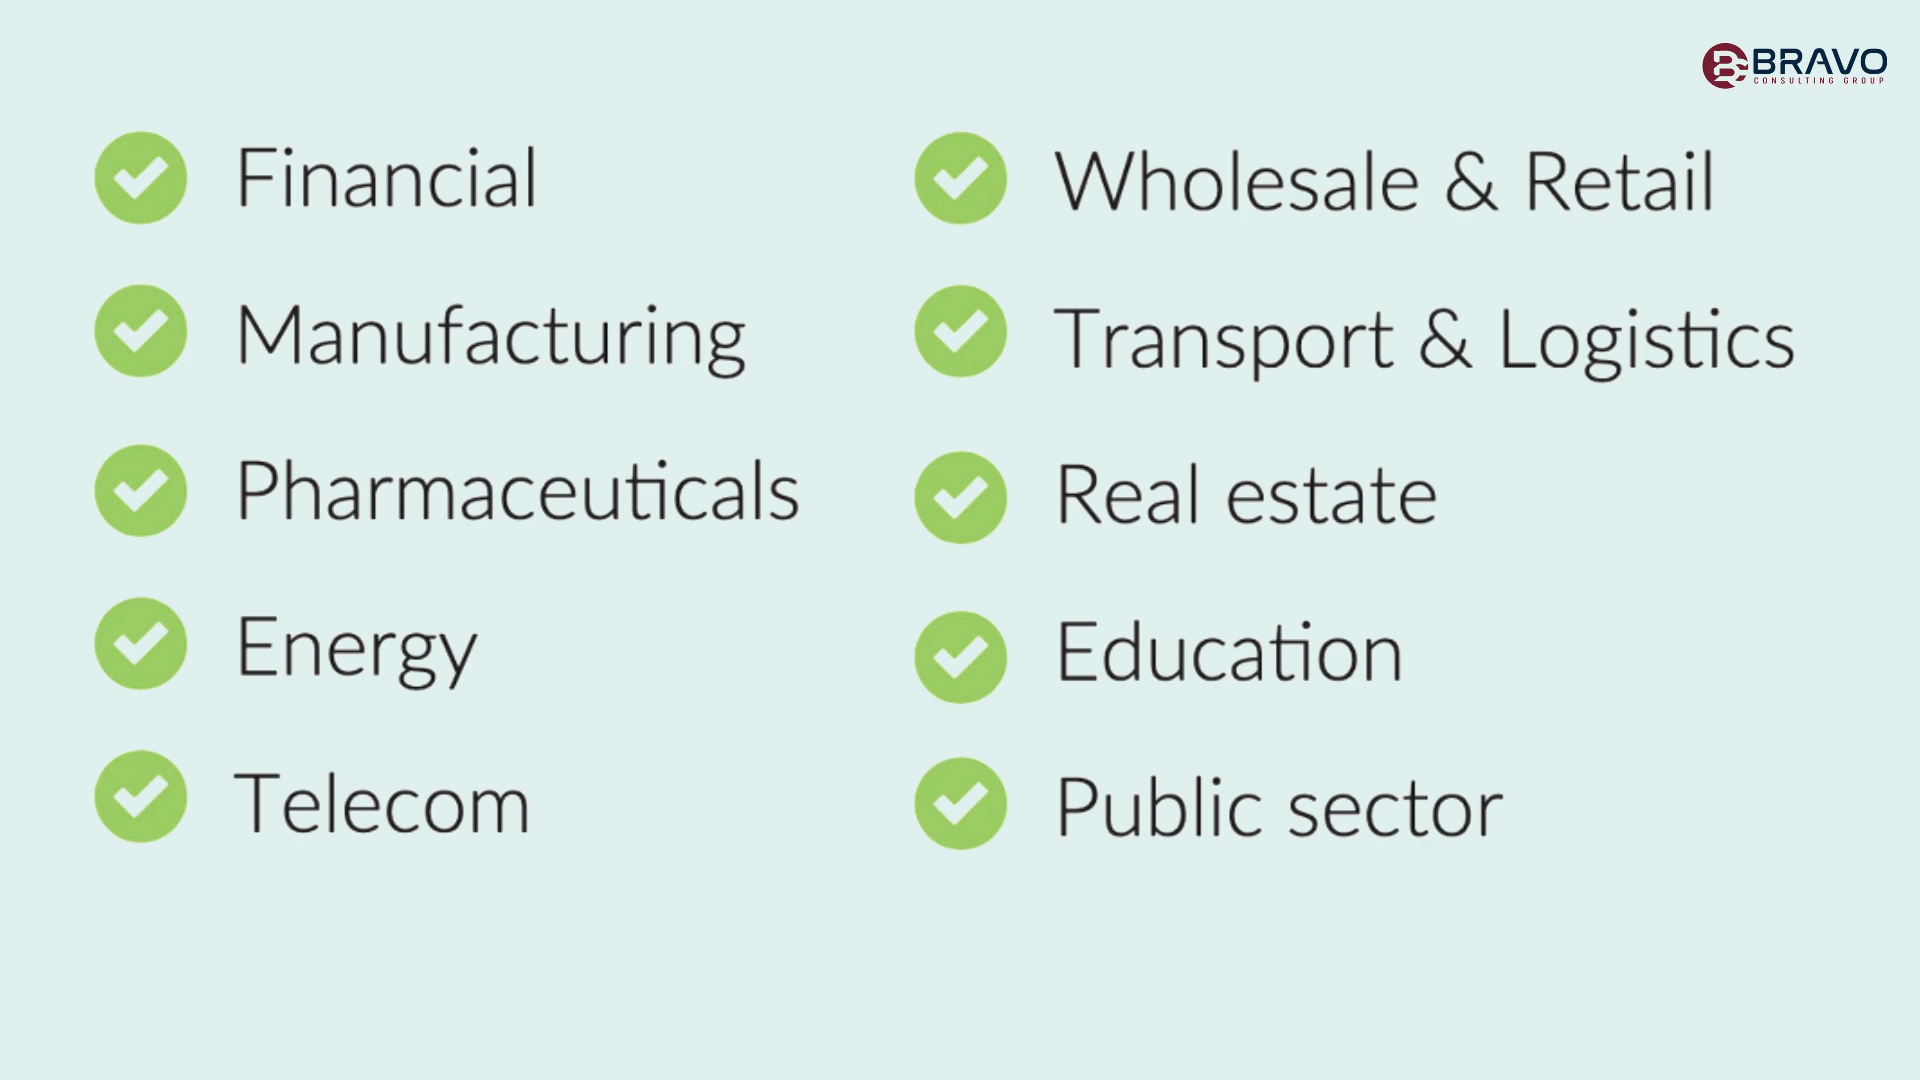 BRAVO
CONSULTING GROUP
Financial
Manufacturing
Pharmaceuticals
Energy
Telecom
Wholesale & Retail
Transport & Logistics
Real estate
Education
Public sector